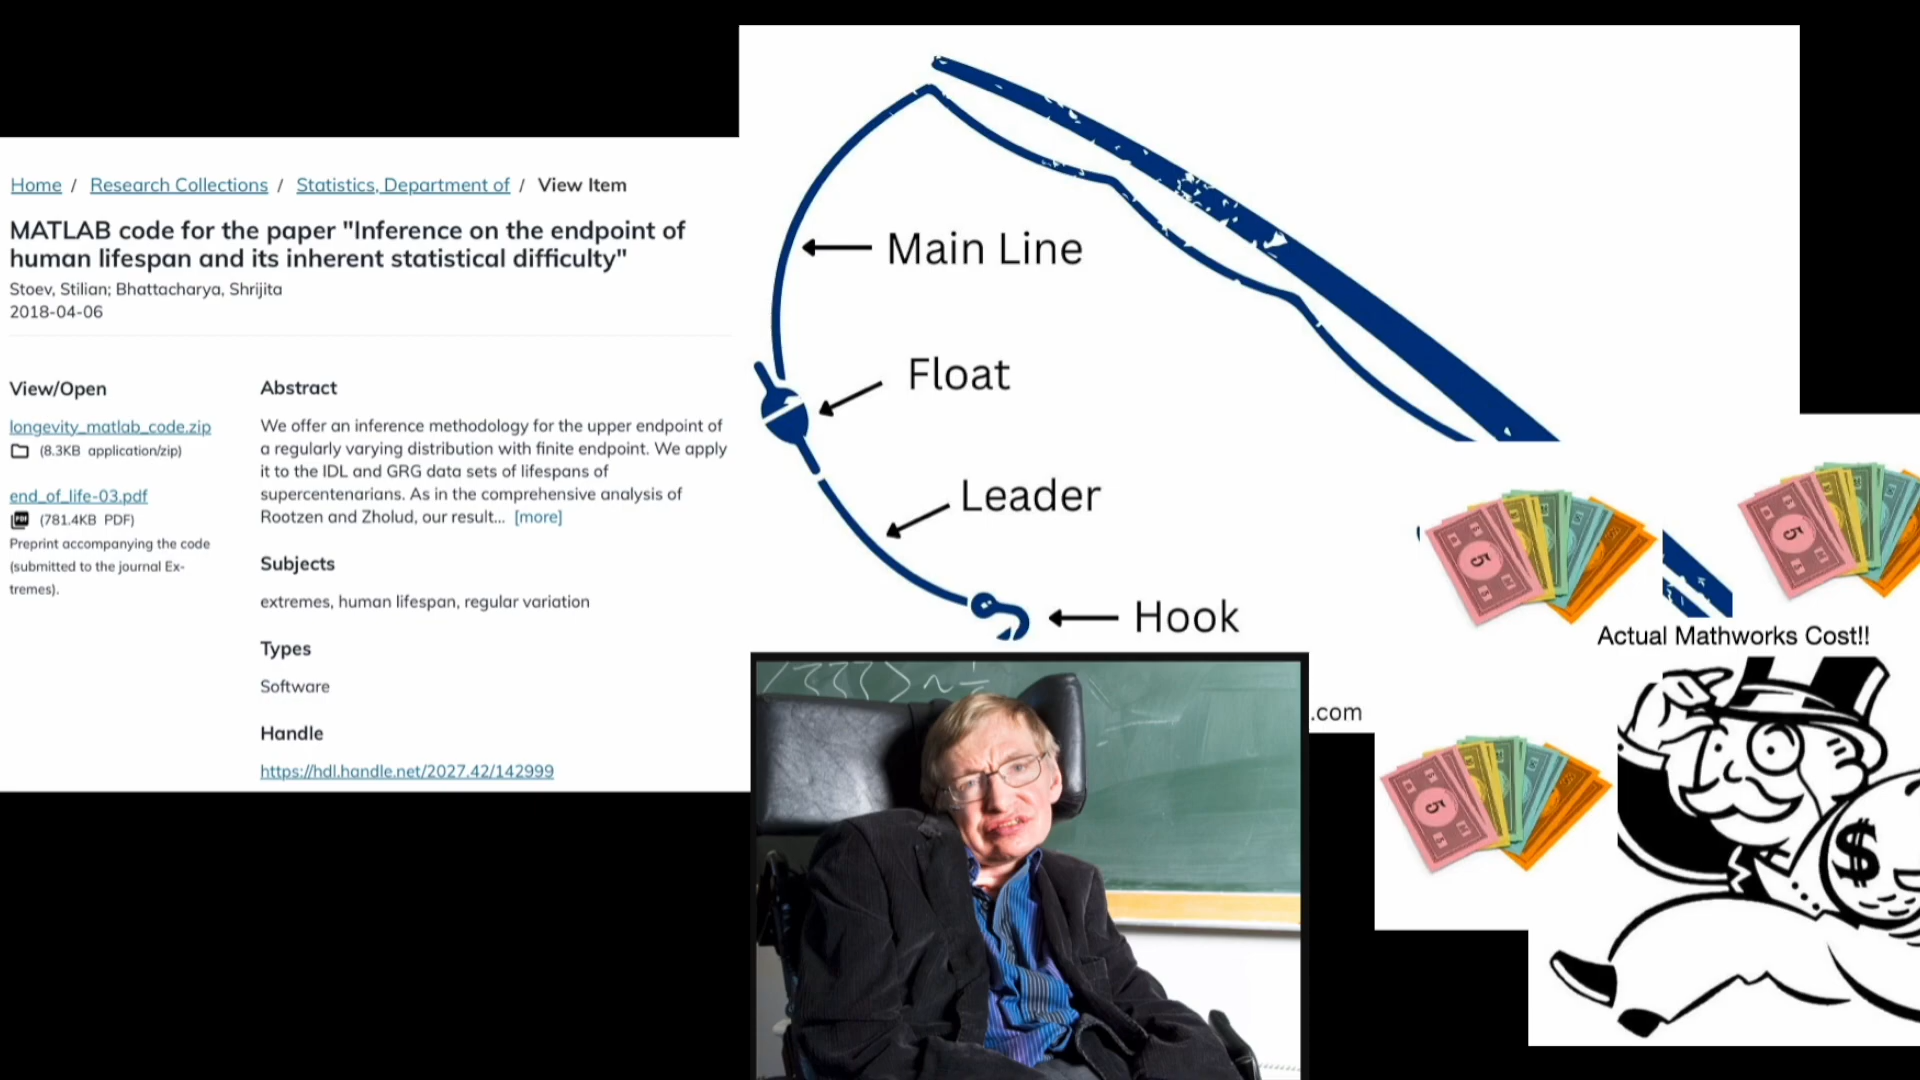 Home / Research Collections / Statistics, Department of / View Item
MATLAB code for the paper "Inference on the endpoint of
human lifespan and its inherent statistical difficulty"
Stoev, Stilian; Bhattacharya, Shrijita
2018-04-06
View/Open
longevity_matlab_code.zip
(8.3KB application/zip)
end_of_life-03.pdf
PDF
(781.4KB PDF)
Preprint accompanying the code
(submitted to the journal Ex-
tremes).
Abstract
We offer an inference methodology for the upper endpoint of
a regularly varying distribution with finite endpoint. We apply
it to the IDL and GRG data sets of lifespans of
supercentenarians. As in the comprehensive analysis of
Rootzen and Zholud, our result... [more]
Subjects
extremes, human lifespan, regular variation
Types
Software
Handle
https://hdl.handle.net/2027.42/142999
Main Line
Float
Leader
Hook
.com
5
5
Actual Mathworks Cost!!
5
$